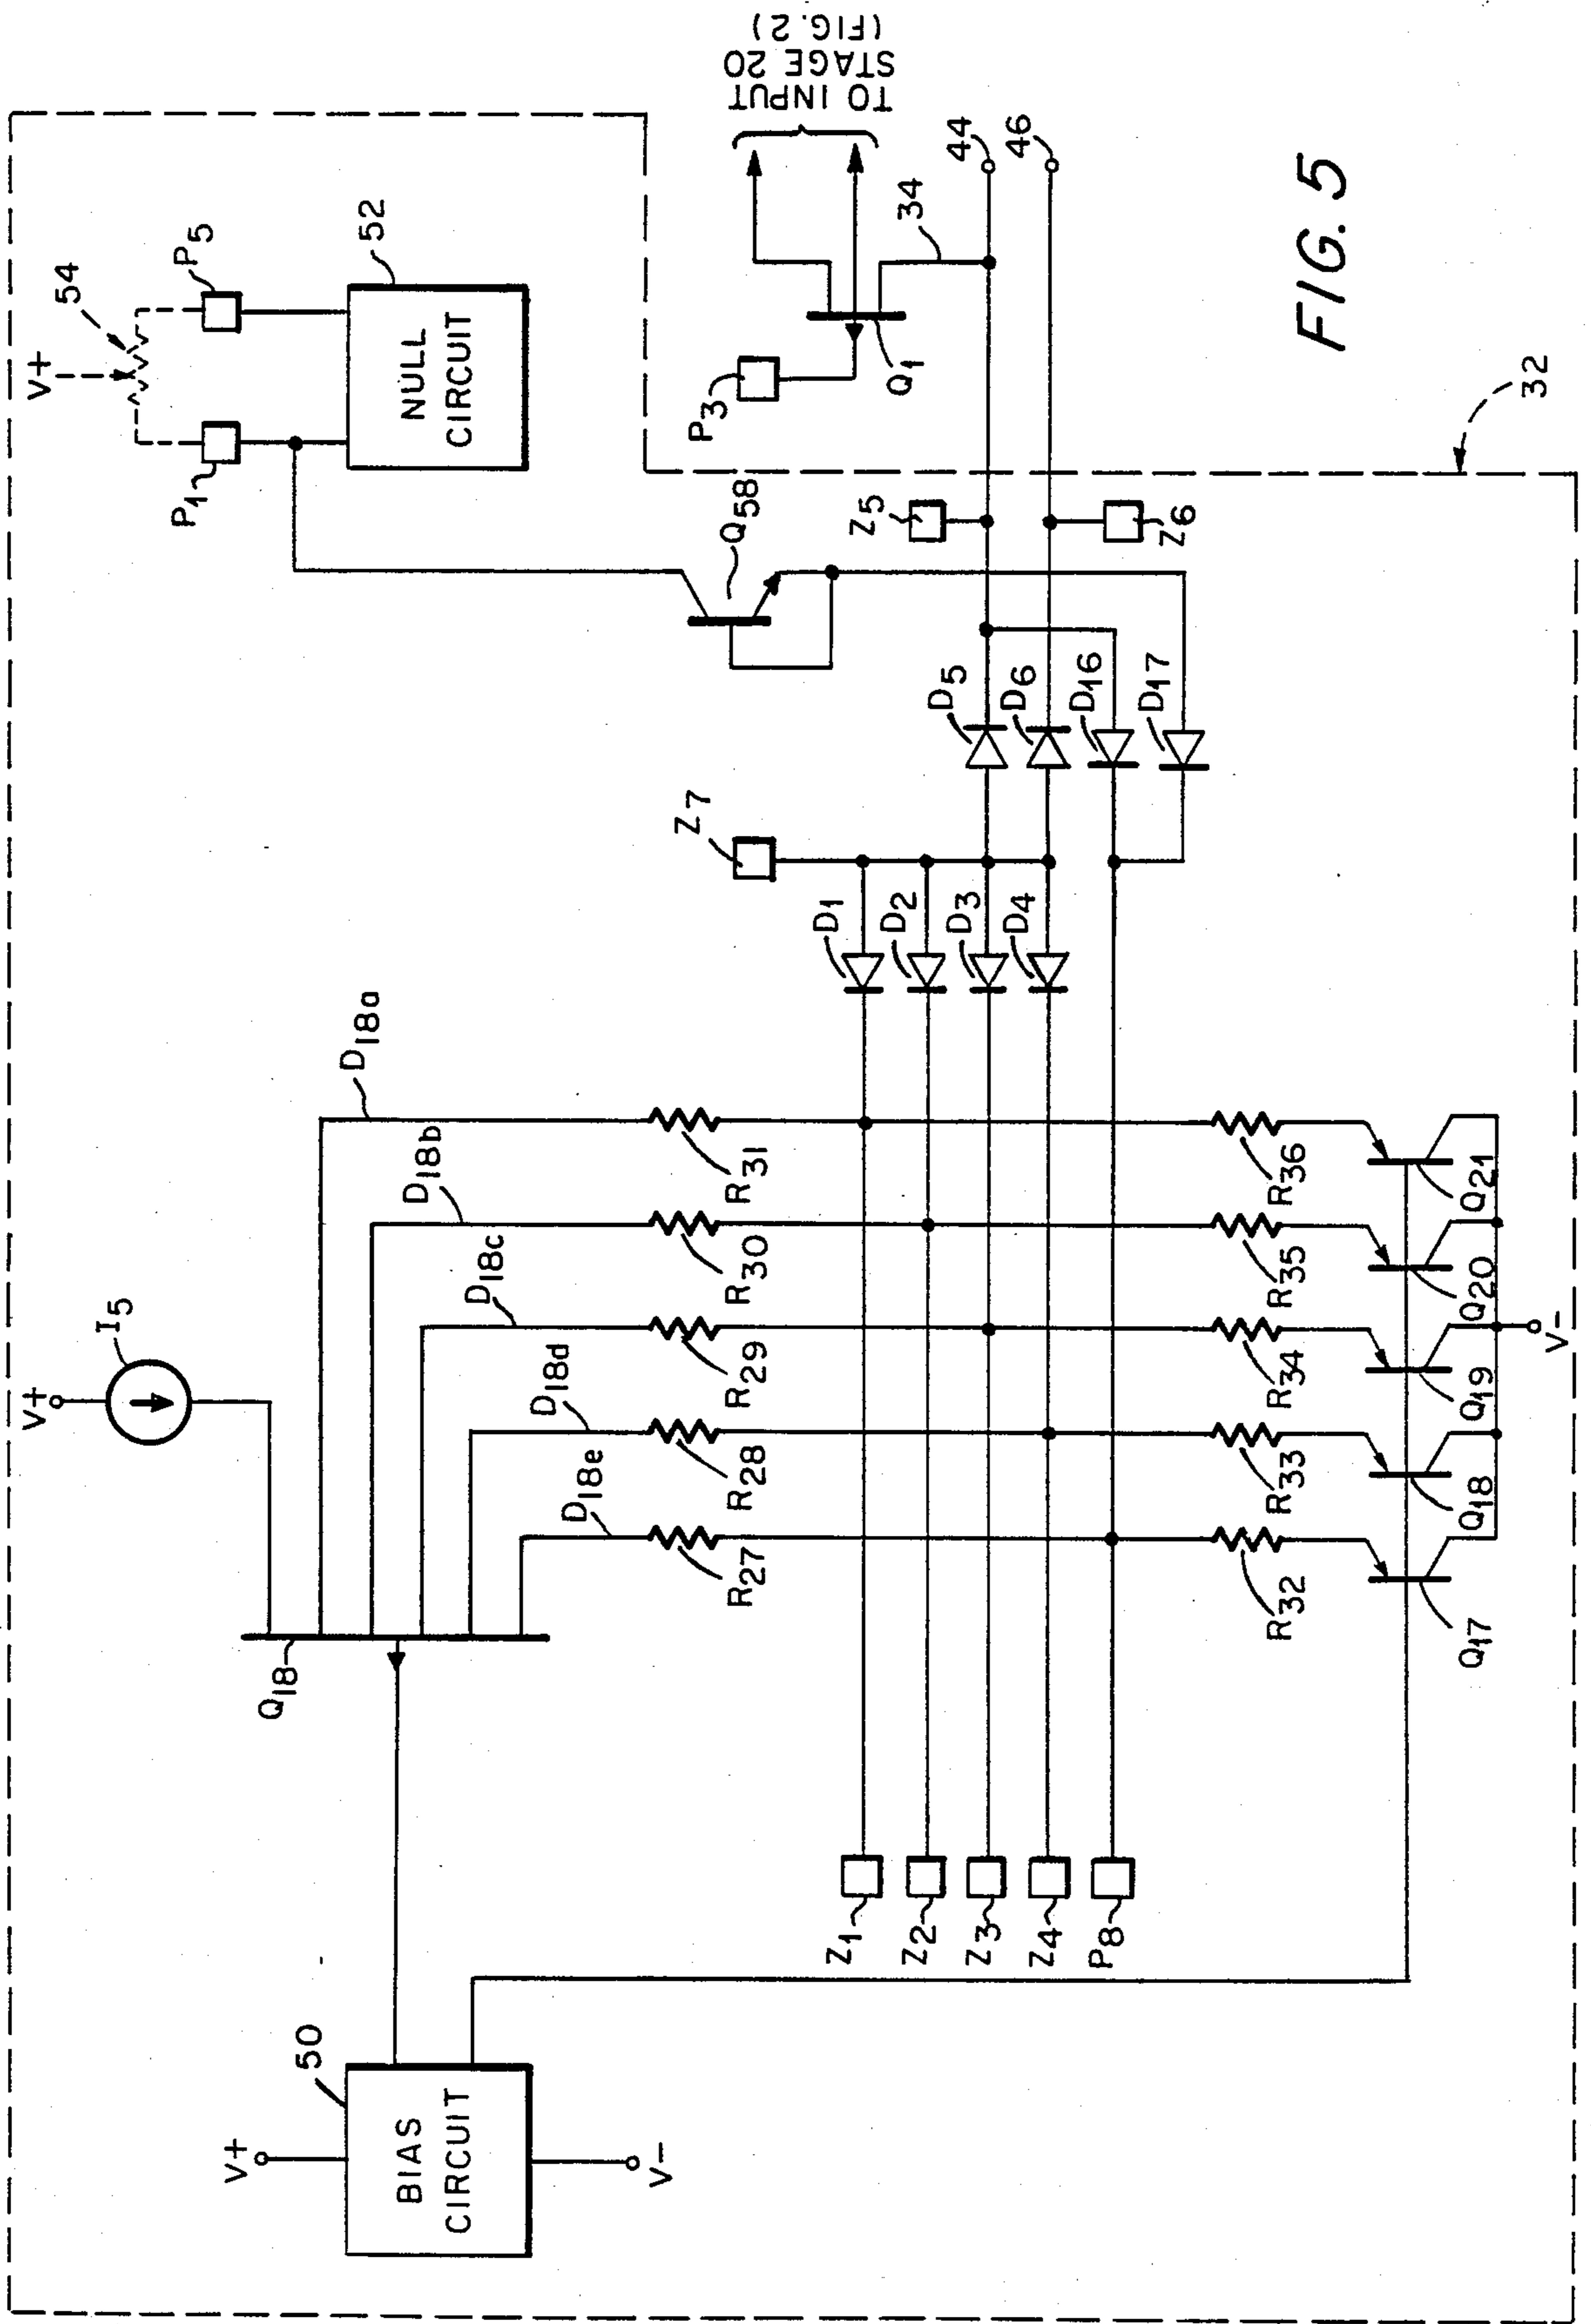 V+
I5
Q18
D18a
D18b
D18c
D18d
D18e
R31
R30
R29
R28
R27
V+
50
BIAS
CIRCUIT
V-
Z1
Z2
Z3
Z4
P8
R36
R35
R34
R33
R32
Q21
Q20
Q19
Q18
Q17
V-
D1
D2
D3
D4
Z7
D5
D6
D16
D17
Q58
Z5
Z6
V+
54
P1
P5
NULL
CIRCUIT
52
P3
Q1
34
TO INPUT
STAGE 20
(FIG. 2)
44
46
32
FIG. 5